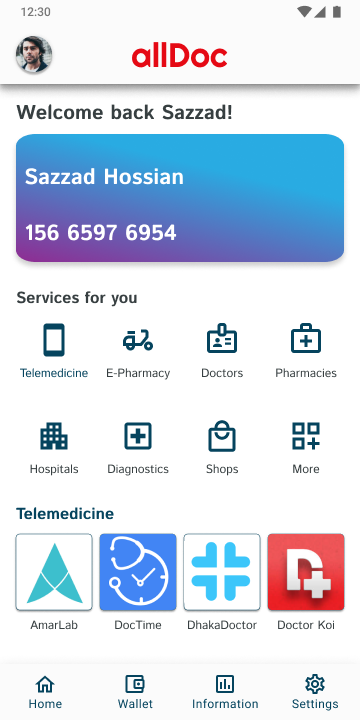 12:30
allDoc
Welcome back Sazzad!
Sazzad Hossian
156 6597 6954
Services for you
Telemedicine E-Pharmacy Doctors Pharmacies
Hospitals Diagnostics Shops More
Telemedicine
AmarLab DocTime DhakaDoctor Doctor Koi
Home Wallet Information Settings